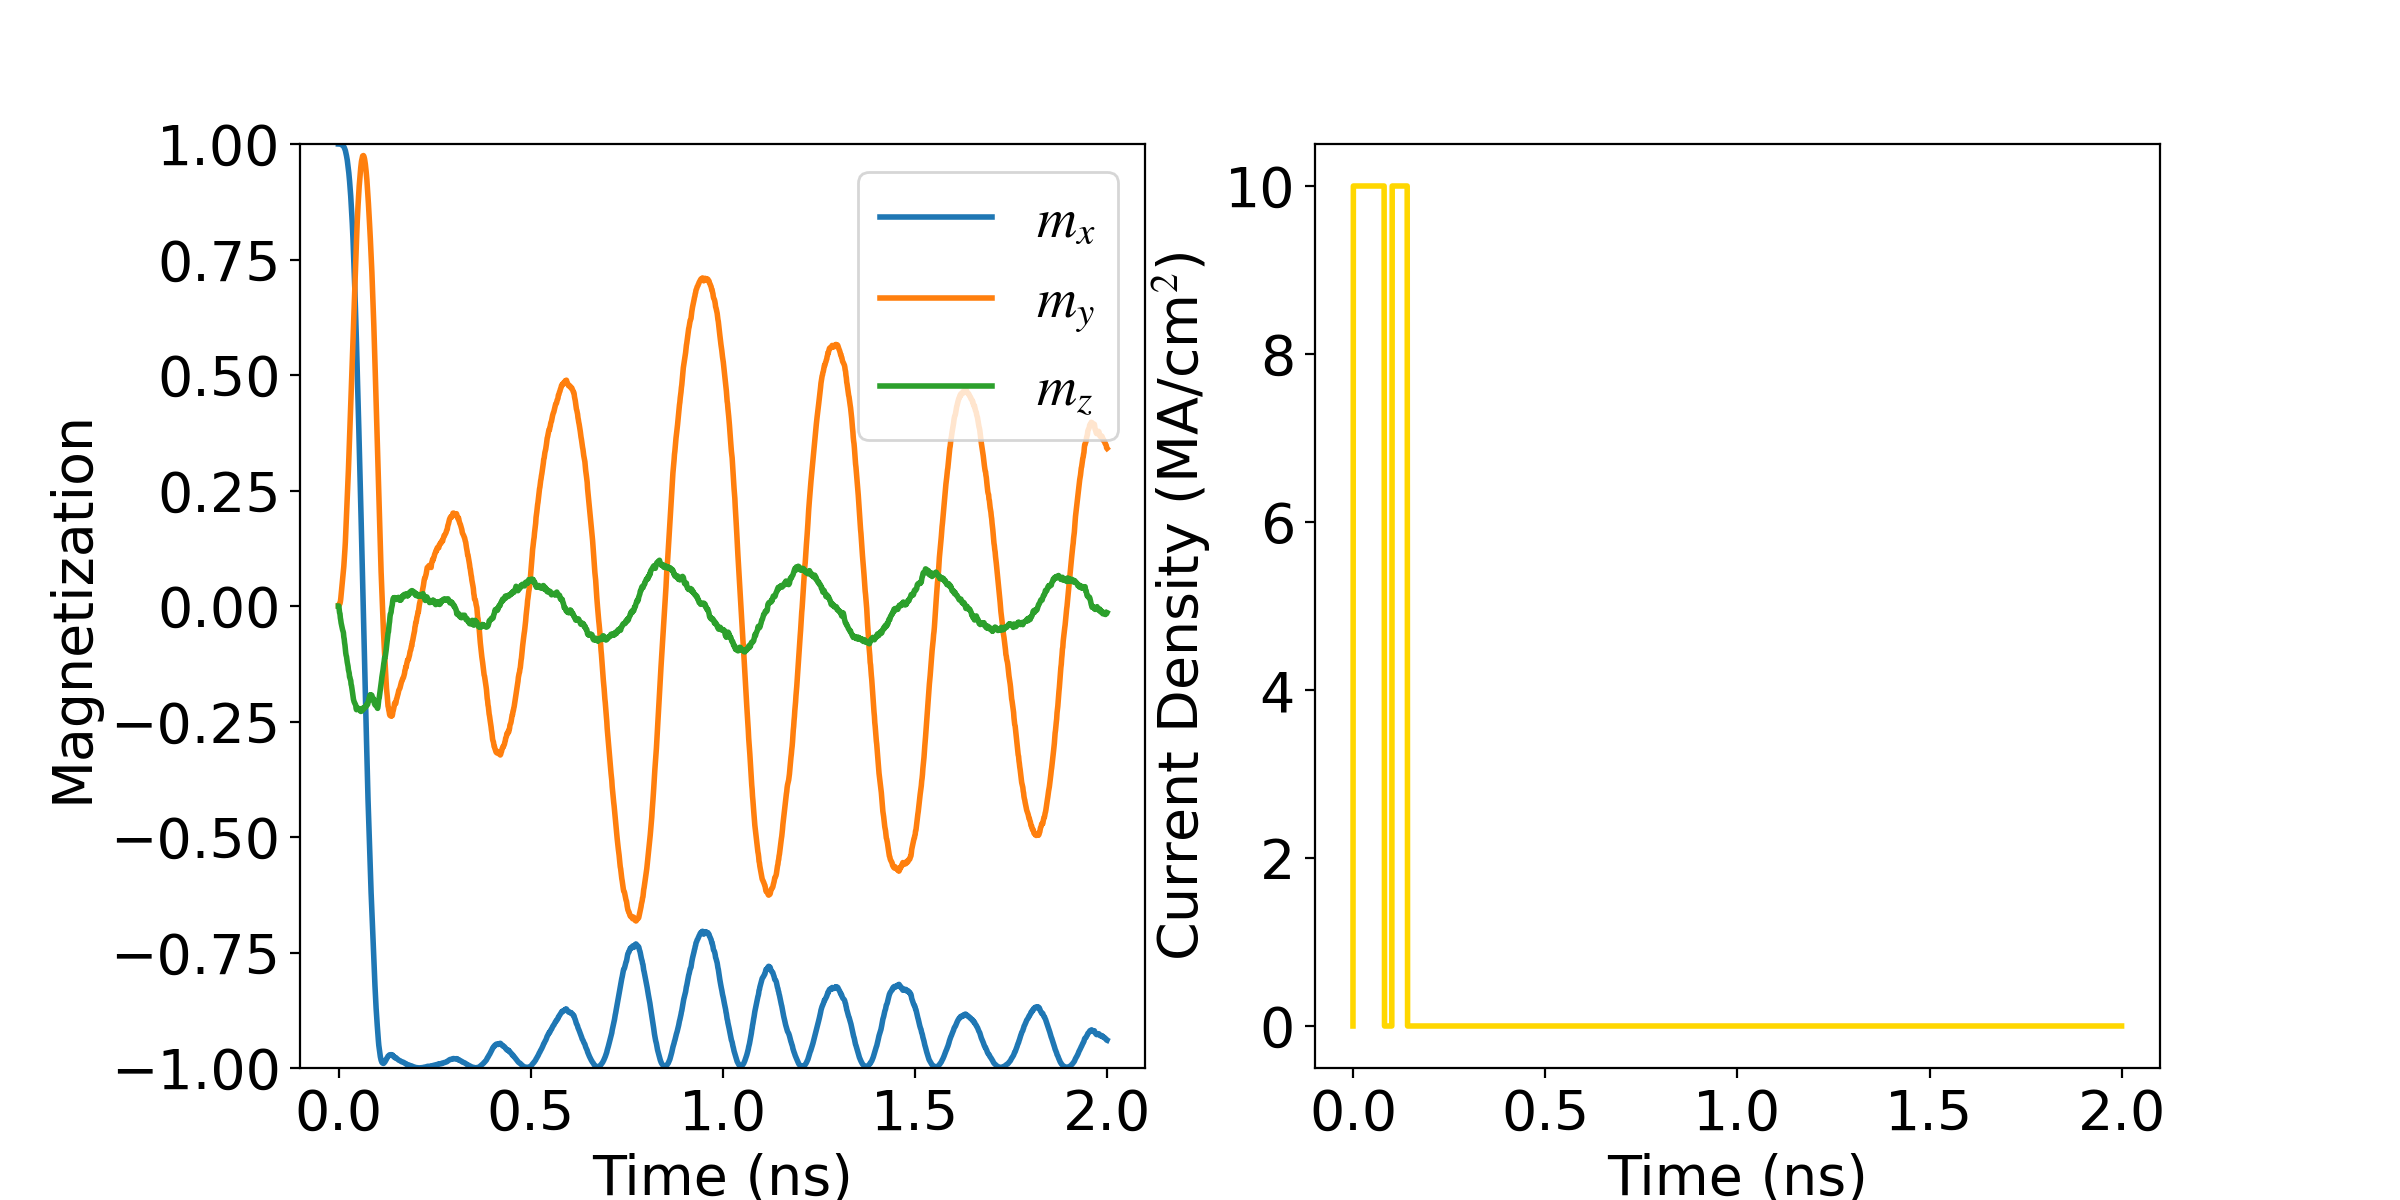 1.00
0.75
0.50
0.25
0.00
−0.25
−0.50
−0.75
−1.00
Magnetization
0.0 0.5 1.0 1.5 2.0
Time (ns)
m_x
m_y
m_z
10
8
6
4
2
0
Current Density (MA/cm²)
0.0 0.5 1.0 1.5 2.0
Time (ns)